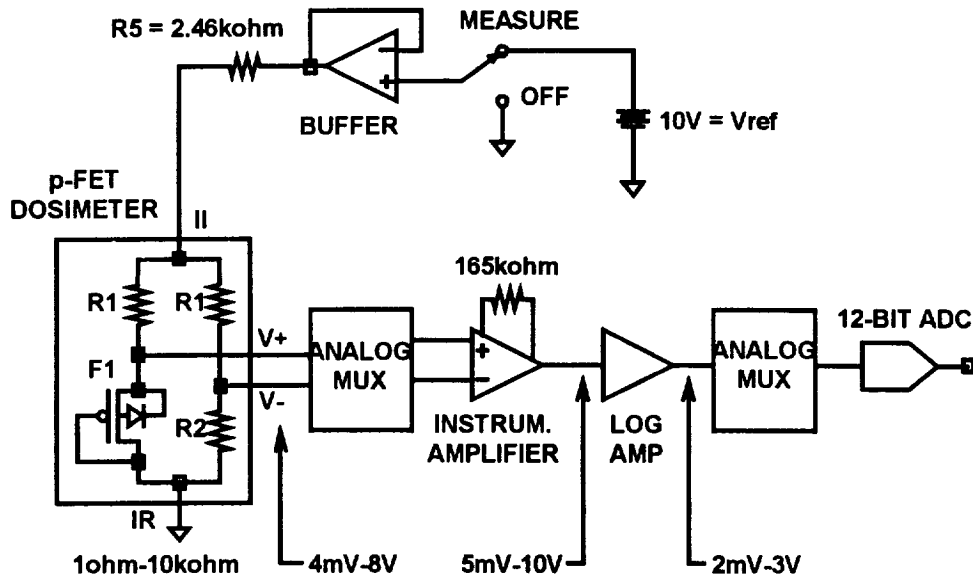 R5 = 2.46kohm
MEASURE
OFF
BUFFER
10V = Vref
p-FET
DOSIMETER
II
R1
R1
F1
R2
IR
V+
V-
ANALOG
MUX
165kohm
+
−
INSTRUM.
AMPLIFIER
LOG
AMP
ANALOG
MUX
12-BIT ADC
−
+
1ohm-10kohm
4mV-8V
5mV-10V
2mV-3V